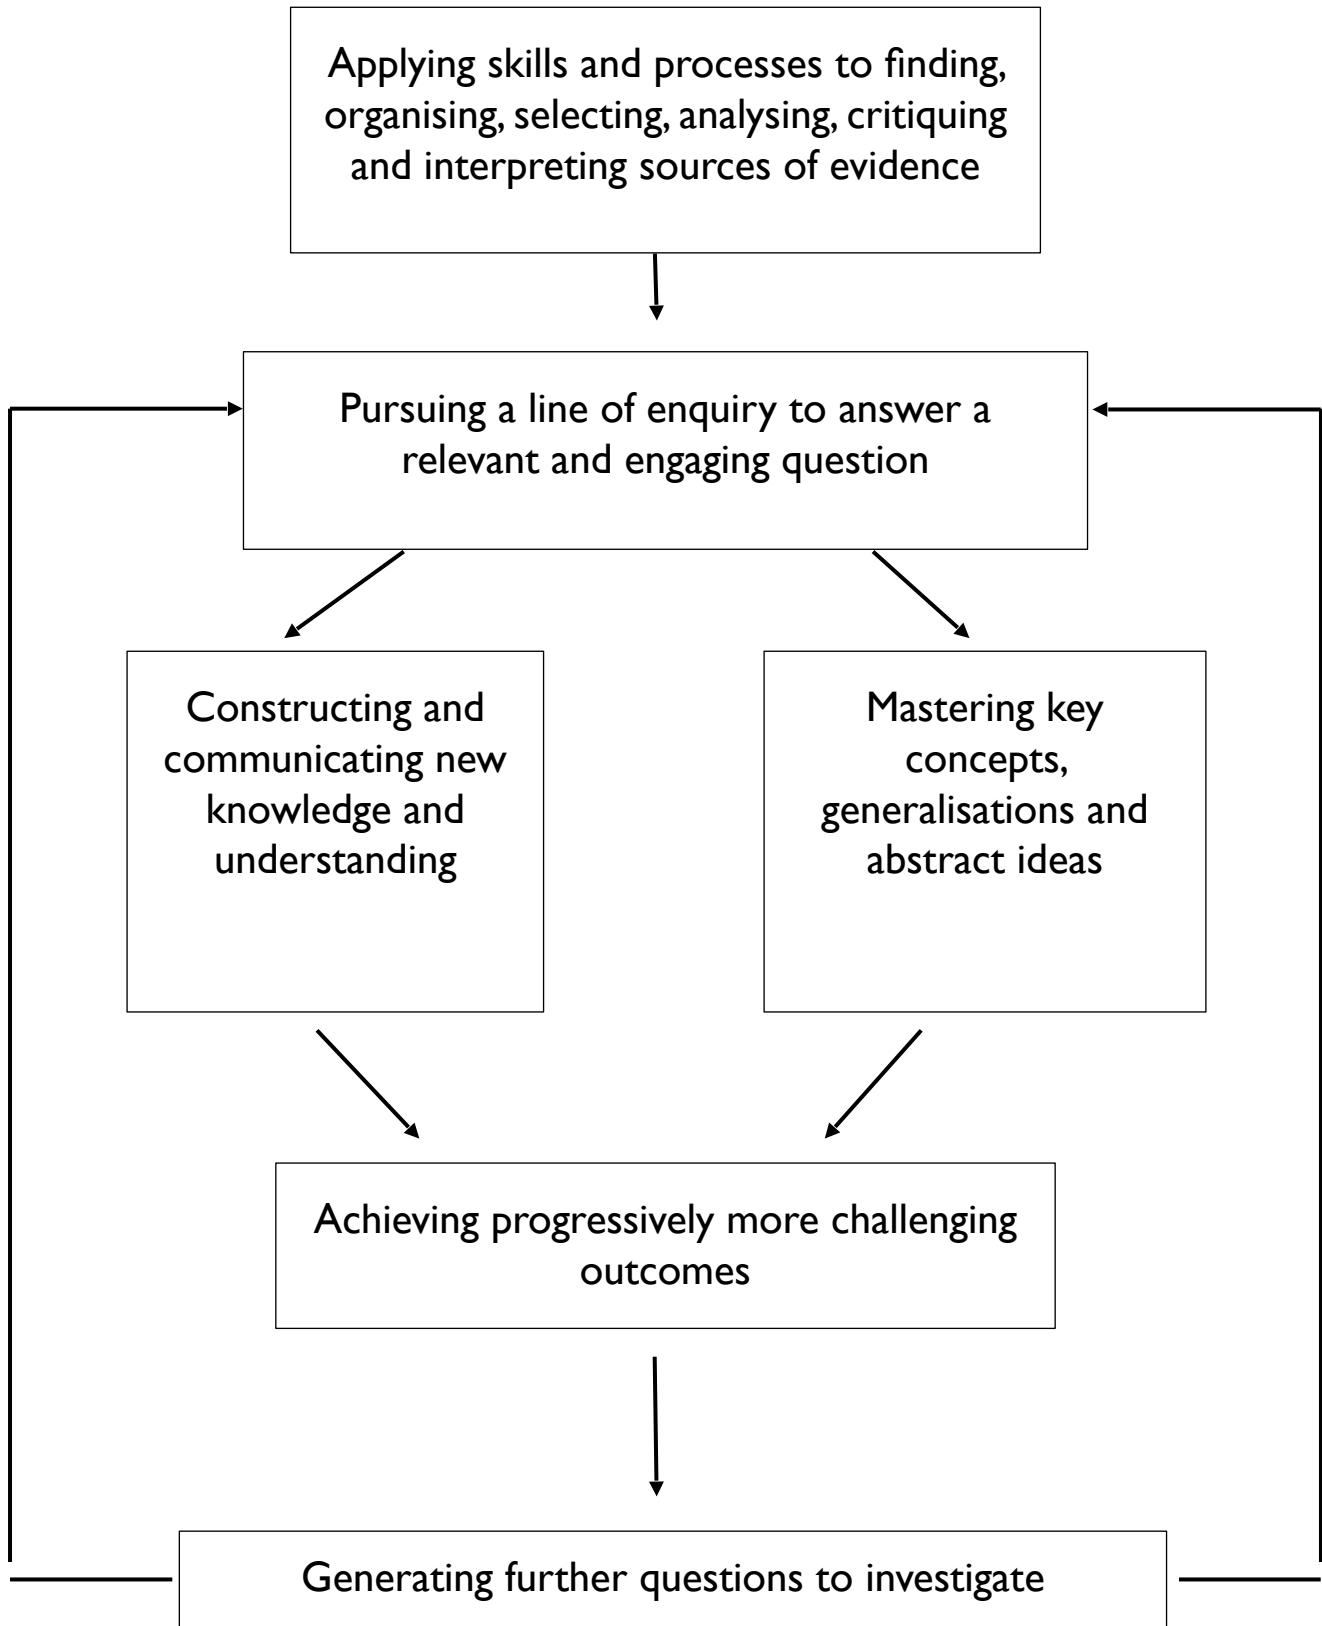 Applying skills and processes to finding,
organising, selecting, analysing, critiquing
and interpreting sources of evidence
Pursuing a line of enquiry to answer a
relevant and engaging question
Constructing and
communicating new
knowledge and
understanding
Mastering key
concepts,
generalisations and
abstract ideas
Achieving progressively more challenging
outcomes
Generating further questions to investigate